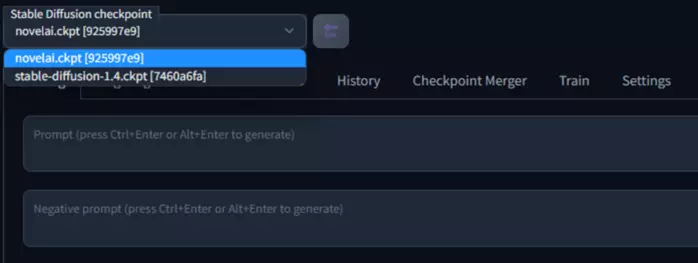 Stable Diffusion checkpoint
novelai.ckpt [925997e9]
novelai.ckpt [925997e9]
stable-diffusion-1.4.ckpt [7460a6fa]
History Checkpoint Merger Train Settings
Prompt (press Ctrl+Enter or Alt+Enter to generate)
Negative prompt (press Ctrl+Enter or Alt+Enter to generate)